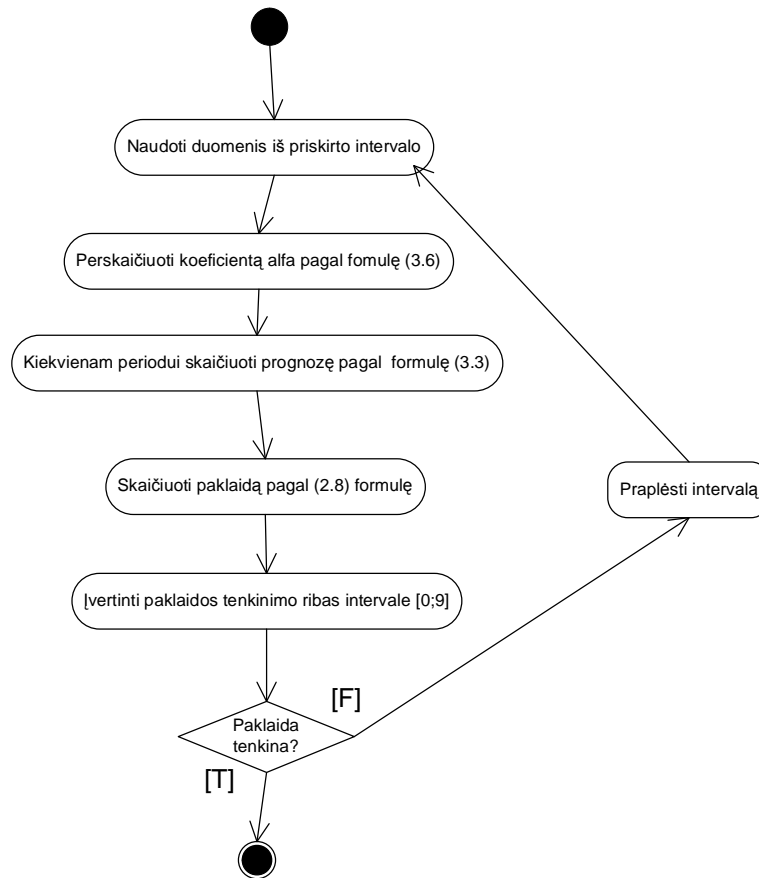 Naudoti duomenis iš priskirto intervalo
Perskaičiuoti koeficientą alfa pagal fomulę (3.6)
Kiekvienam periodui skaičiuoti prognozę pagal formulę (3.3)
Skaičiuoti paklaidą pagal (2.8) formulę
Praplėsti intervalą
Įvertinti paklaidos tenkinimo ribas intervale [0;9]
[F]
Paklaida
tenkina?
[T]